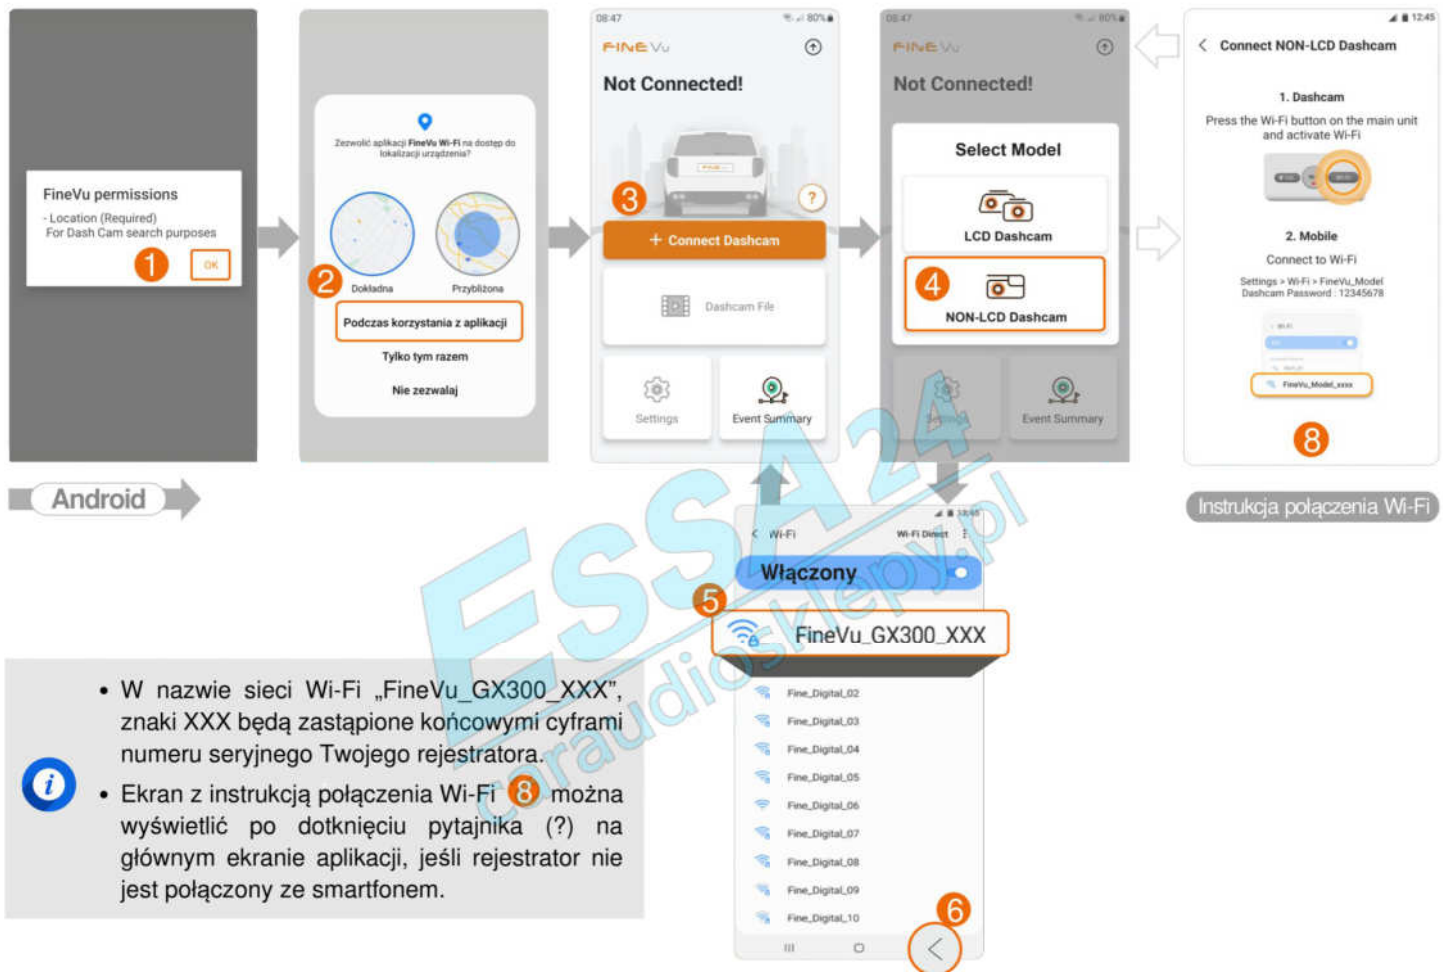 FineVu permissions
- Location (Required)
For Dash Cam search purposes
1
OK
Zezwolić aplikacji FineVu Wi-Fi na dostęp do
lokalizacji urządzenia?
2
Dokładna
Przybliżona
Podczas korzystania z aplikacji
Tylko tym razem
Nie zezwalaj
08:47
80%
FINEVu
Not Connected!
3
?
+ Connect Dashcam
Dashcam File
Settings
Event Summary
08:47
80%
FINEVu
Not Connected!
Select Model
LCD Dashcam
4
NON-LCD Dashcam
Settings
Event Summary
12:45
< Connect NON-LCD Dashcam
1. Dashcam
Press the Wi-Fi button on the main unit
and activate Wi-Fi
2. Mobile
Connect to Wi-Fi
Settings > Wi-Fi > FineVu_Model
Dashcam Password : 12345678
Wi-Fi
FineVu_Model_xxxx
8
Android
Instrukcja połączenia Wi-Fi
< Wi-Fi
Wi-Fi Direct
Włączony
5
FineVu_GX300_XXX
Fine_Digital_02
Fine_Digital_03
Fine_Digital_04
Fine_Digital_05
Fine_Digital_06
Fine_Digital_07
Fine_Digital_08
Fine_Digital_09
Fine_Digital_10
6
i
• W nazwie sieci Wi-Fi „FineVu_GX300_XXX”,
znaki XXX będą zastąpione końcowymi cyframi
numeru seryjnego Twojego rejestratora.
• Ekran z instrukcją połączenia Wi-Fi 8 można
wyświetlić po dotknięciu pytajnika (?) na
głównym ekranie aplikacji, jeśli rejestrator nie
jest połączony ze smartfonem.
ESSA24
caraudiosklepy.pl